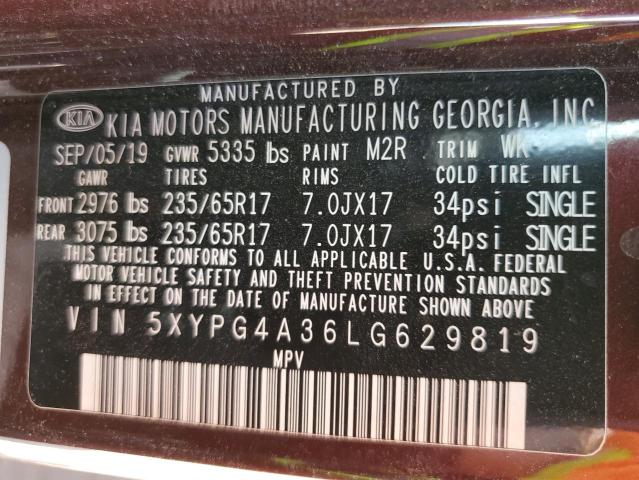 MANUFACTURED BY
KIA KIA MOTORS MANUFACTURING GEORGIA, INC
SEP/05/19 GVWR 5335 lbs PAINT M2R TRIM WK
GAWR TIRES RIMS COLD TIRE INFL
FRONT 2976 lbs 235/65R17 7.0JX17 34psi SINGLE
REAR 3075 lbs 235/65R17 7.0JX17 34psi SINGLE
THIS VEHICLE CONFORMS TO ALL APPLICABLE U.S.A. FEDERAL
MOTOR VEHICLE SAFETY AND THEFT PREVENTION STANDARDS
IN EFFECT ON THE DATE OF MANUFACTURE SHOWN ABOVE
VIN 5XYPG4A36LG629819
MPV